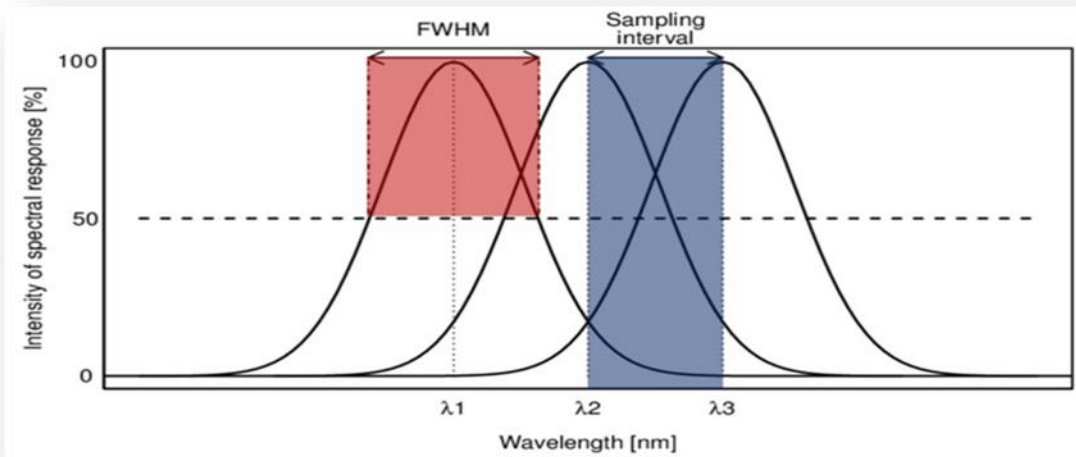 FWHM
Sampling
interval
100
50
0
Intensity of spectral response [%]
λ1
λ2
λ3
Wavelength [nm]